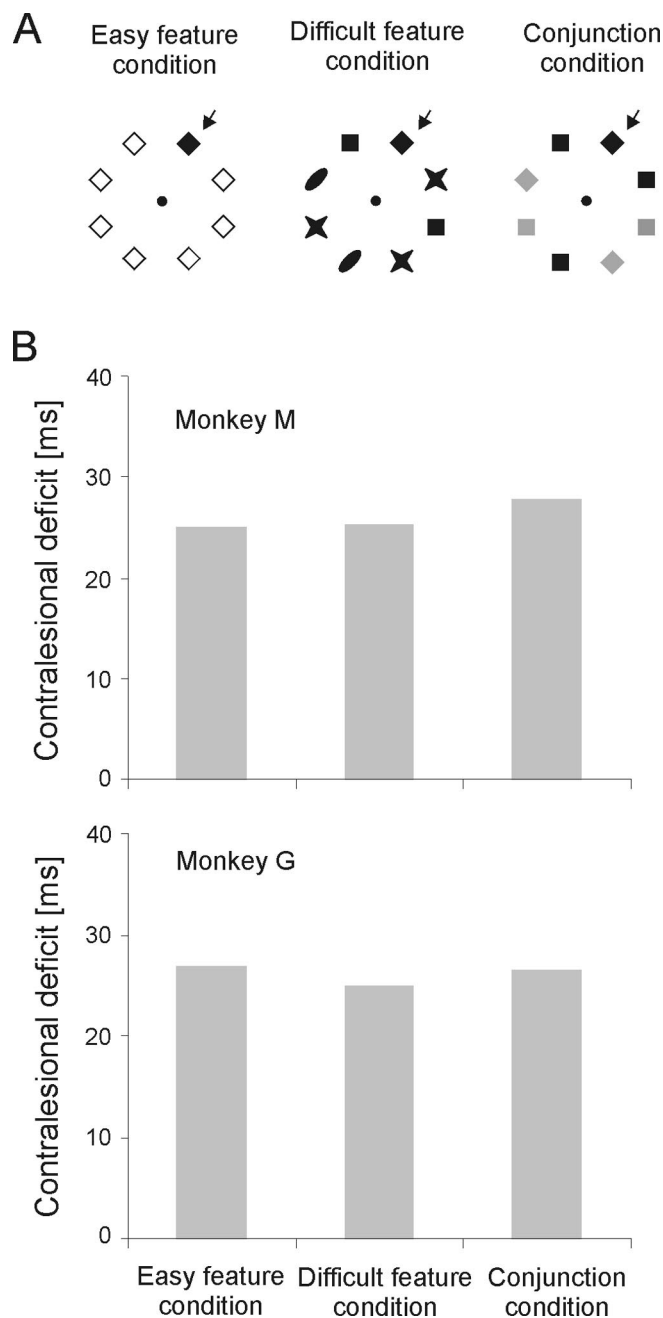 A
Easy feature condition
Difficult feature condition
Conjunction condition
B
Contralesional deficit [ms]
40
30
20
10
0
Monkey M
Contralesional deficit [ms]
40
30
20
10
0
Monkey G
Easy feature condition
Difficult feature condition
Conjunction condition